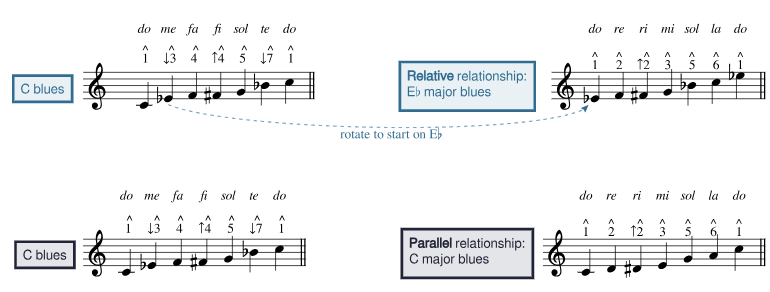 do me fa fi sol te do
^ ^ ^ ^ ^ ^ ^
1 ↓3 4 ↑4 5 ↓7 1
C blues
do re ri mi sol la do
^ ^ ^ ^ ^ ^ ^
1 2 ↑2 3 5 6 1
Relative relationship:
E♭ major blues
rotate to start on E♭
do me fa fi sol te do
^ ^ ^ ^ ^ ^ ^
1 ↓3 4 ↑4 5 ↓7 1
C blues
do re ri mi sol la do
^ ^ ^ ^ ^ ^ ^
1 2 ↑2 3 5 6 1
Parallel relationship:
C major blues